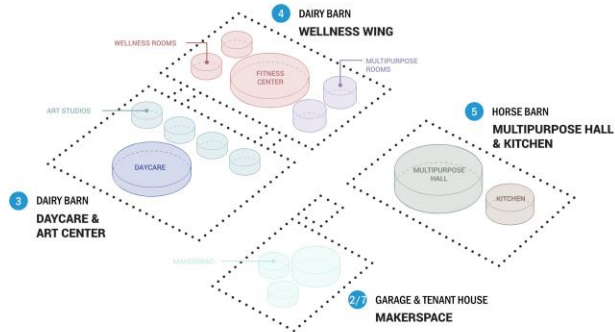 4 DAIRY BARN
WELLNESS WING
WELLNESS ROOMS
MULTIPURPOSE
ROOMS
FITNESS
CENTER
ART STUDIOS
5 HORSE BARN
MULTIPURPOSE HALL
& KITCHEN
DAYCARE
MULTIPURPOSE
HALL
KITCHEN
3 DAIRY BARN
DAYCARE &
ART CENTER
MAKERSPACE
2/7 GARAGE & TENANT HOUSE
MAKERSPACE